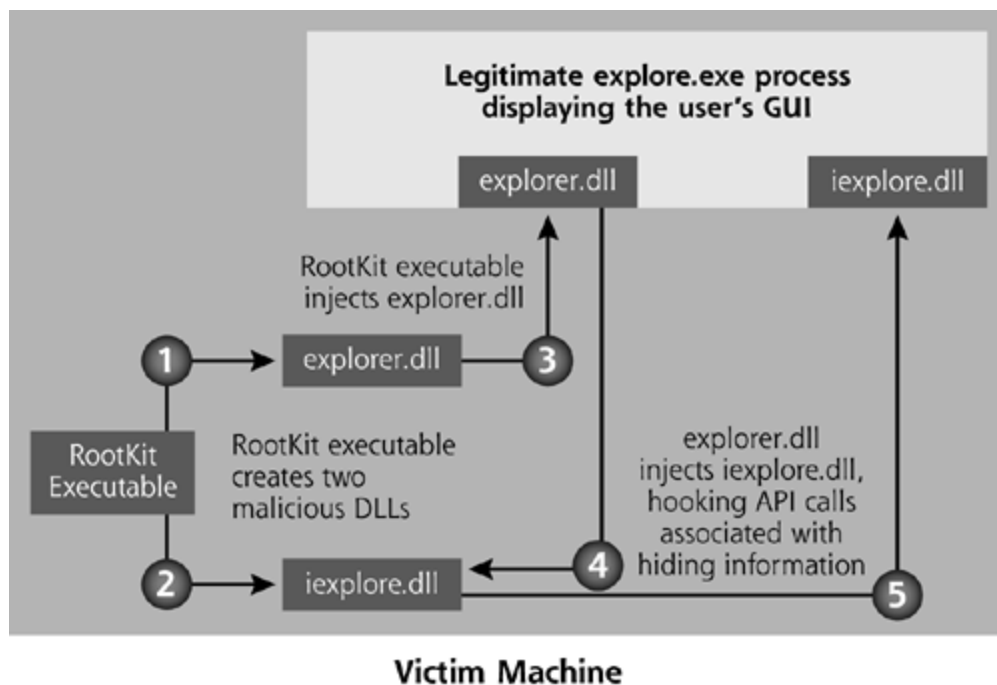 Legitimate explore.exe process
displaying the user's GUI
explorer.dll
iexplore.dll
RootKit executable
injects explorer.dll
1
explorer.dll
3
RootKit
Executable
RootKit executable
creates two
malicious DLLs
explorer.dll
injects iexplore.dll,
hooking API calls
associated with
hiding information
2
iexplore.dll
4
5
Victim Machine